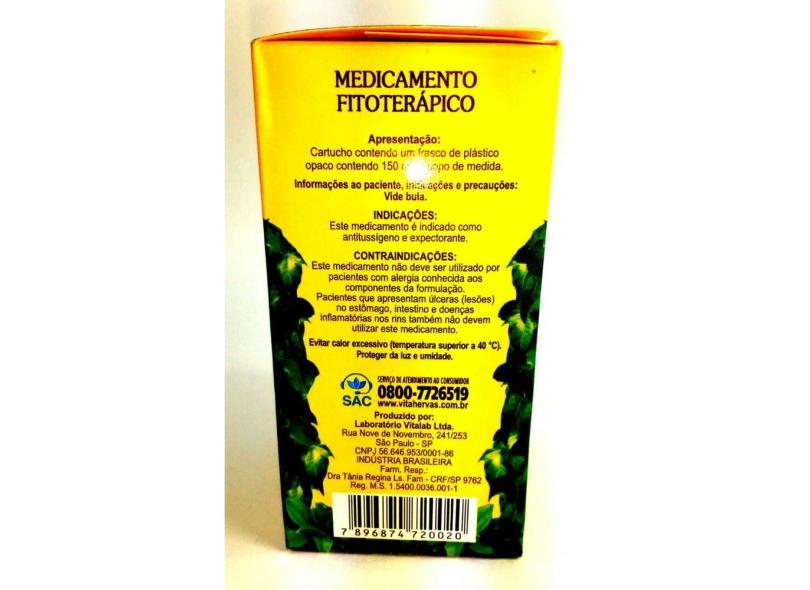 MEDICAMENTO
FITOTERÁPICO
Apresentação:
Cartucho contendo um frasco de plástico
opaco contendo 150 de medida.
Informações ao paciente, indicações e precauções:
Vide bula.
INDICAÇÕES:
Este medicamento é indicado como
antitussígeno e expectorante.
CONTRAINDICAÇÕES:
Este medicamento não deve ser utilizado por
pacientes com alergia conhecida aos
componentes da formulação.
Pacientes que apresentam úlceras (lesões)
no estômago, intestino e doenças
inflamatórias nos rins também não devem
utilizar este medicamento.
Evitar calor excessivo (temperatura superior a 40 °C).
Proteger da luz e umidade.
SAC
SERVIÇO DE ATENDIMENTO AO CONSUMIDOR
0800-7726519
www.vitahervas.com.br
Produzido por:
Laboratório Vitalab Ltda.
Rua Nove de Novembro, 241/253
São Paulo - SP
CNPJ 56.646.953/0001-86
INDÚSTRIA BRASILEIRA
Farm. Resp.:
Dra Tânia Regina Ls. Fam - CRF/SP 9762
Reg. M.S. 1.5400.0036.001-1
7 896874 720020